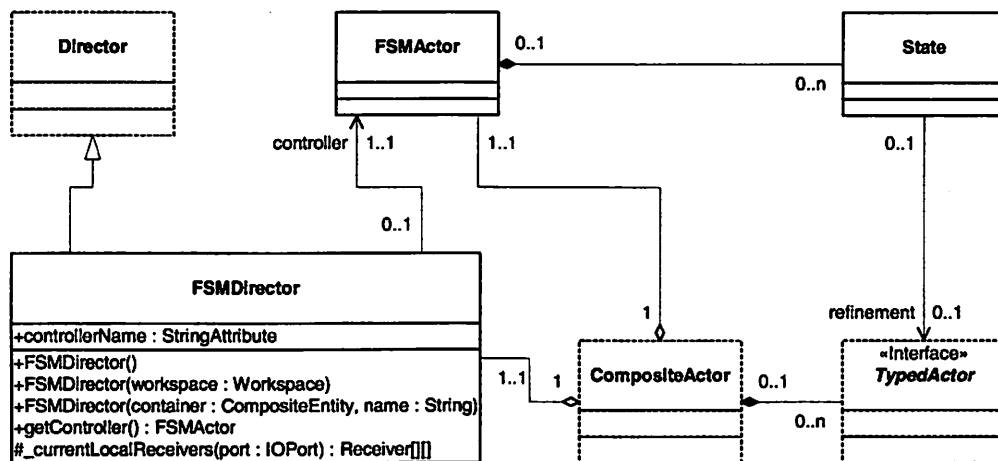 Director
FSMActor
State
0..1
0..n
controller
1..1
1..1
0..1
0..1
FSMDirector
+controllerName : StringAttribute
+FSMDirector()
+FSMDirector(workspace : Workspace)
+FSMDirector(container : CompositeEntity, name : String)
+getController() : FSMActor
#_currentLocalReceivers(port : IOPort) : Receiver[][]
1..1
1
1
CompositeActor
0..1
0..n
refinement
0..1
«Interface»
TypedActor